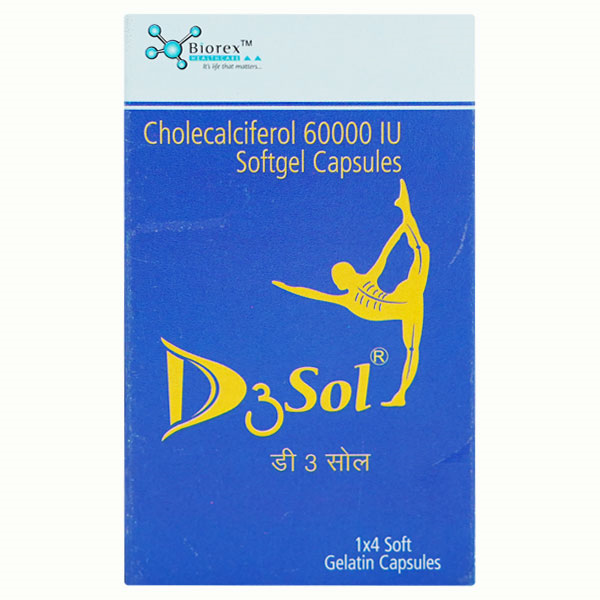 Biorex™
HEALTHCARE
It's life that matters...
Cholecalciferol 60000 IU
Softgel Capsules
D3Sol®
डी 3 सोल
1x4 Soft
Gelatin Capsules